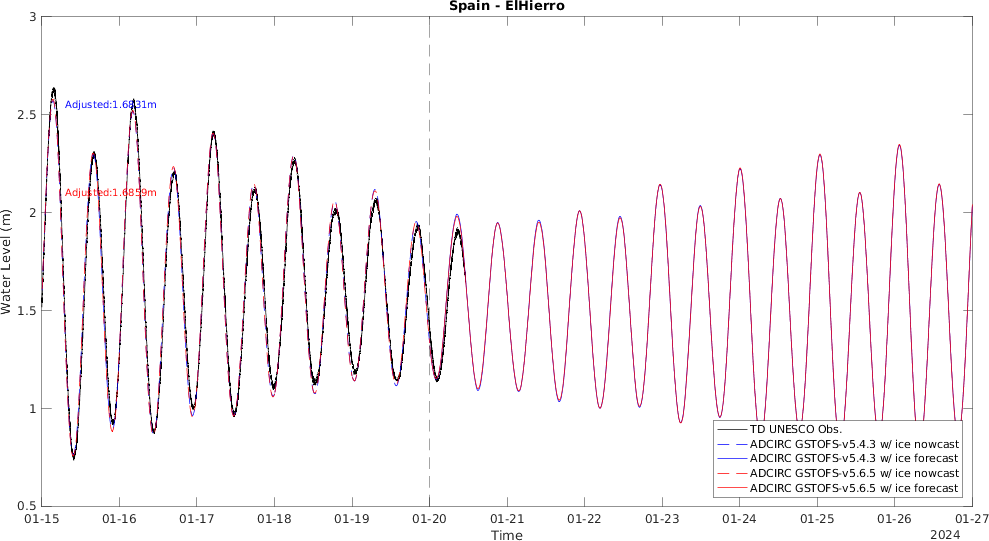 Spain - ElHierro
3
2.5
2
1.5
1
0.5
Water Level (m)
Adjusted:1.6831m
Adjusted:1.6859m
TD UNESCO Obs.
ADCIRC GSTOFS-v5.4.3 w/ ice nowcast
ADCIRC GSTOFS-v5.4.3 w/ ice forecast
ADCIRC GSTOFS-v5.6.5 w/ ice nowcast
ADCIRC GSTOFS-v5.6.5 w/ ice forecast
01-15 01-16 01-17 01-18 01-19 01-20 01-21 01-22 01-23 01-24 01-25 01-26 01-27
Time
2024